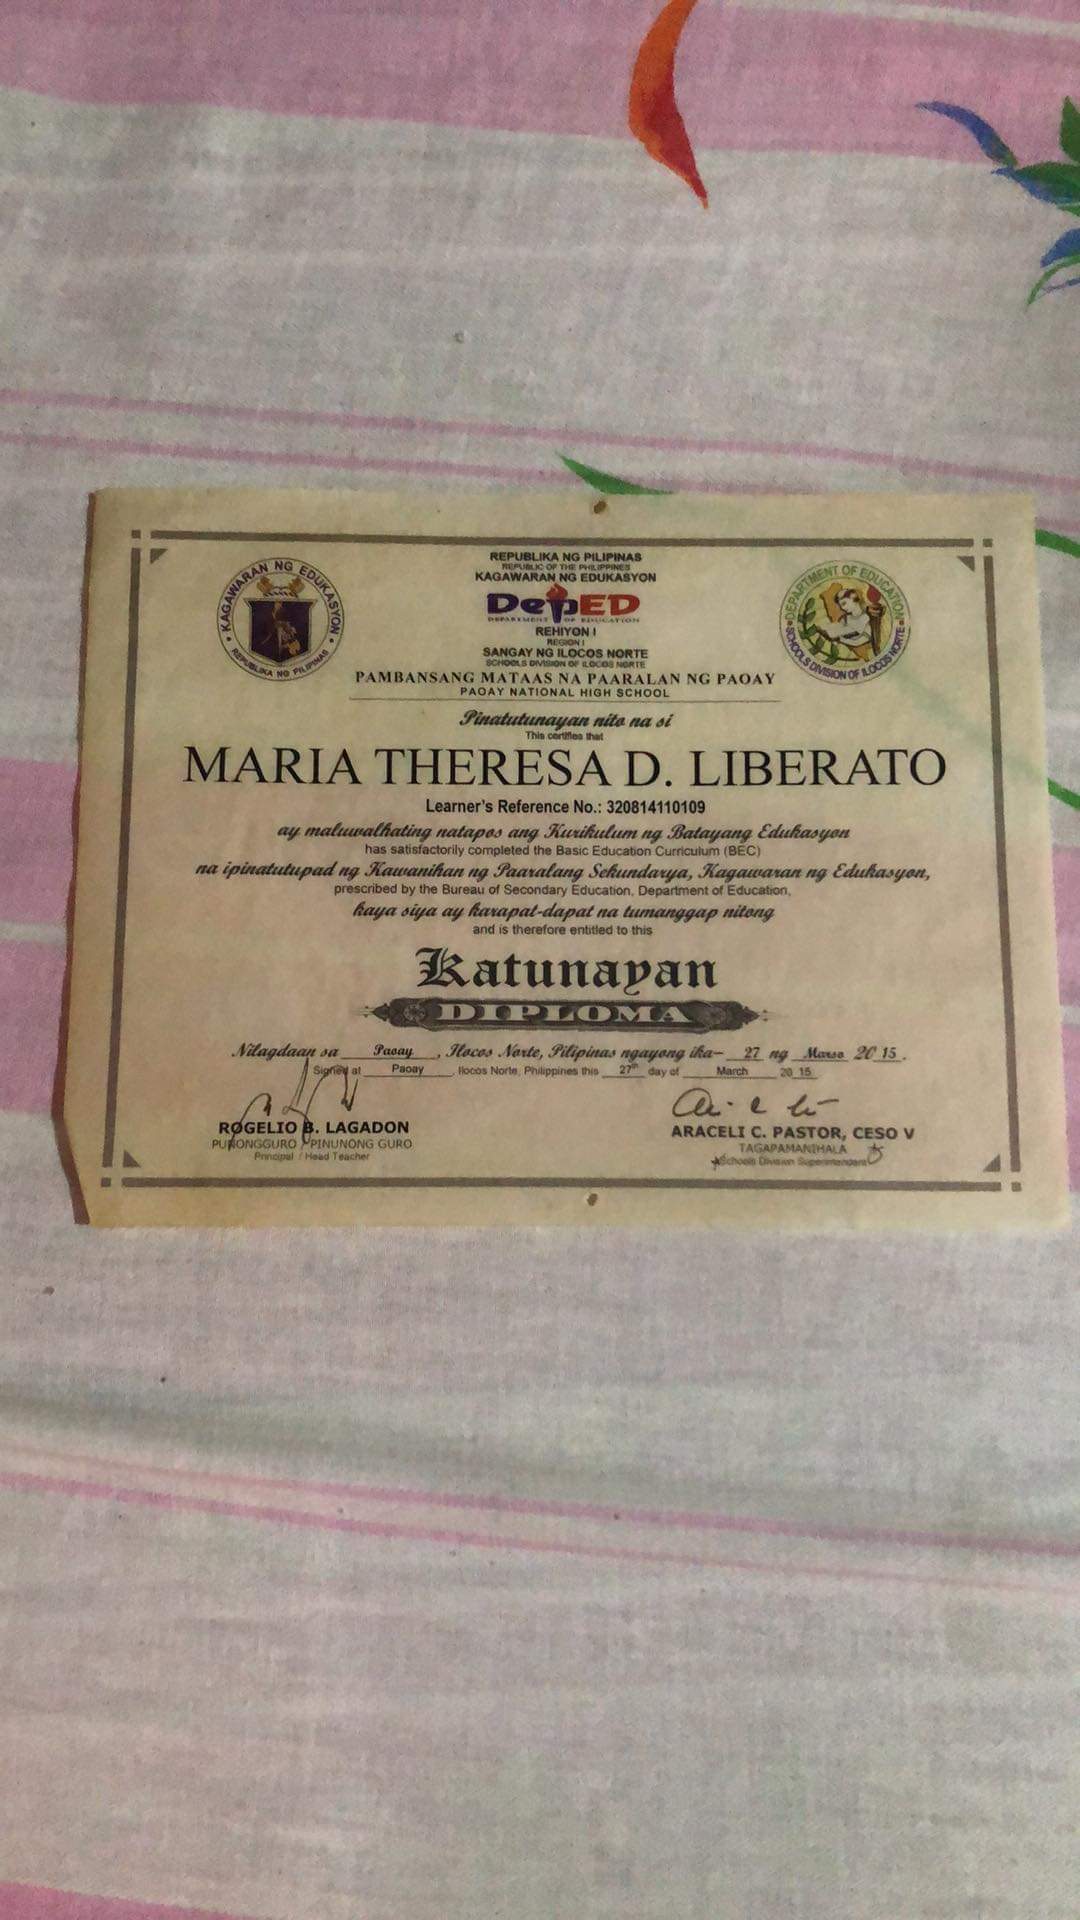 KAGAWARAN NG EDUKASYON
REPUBLIKA NG PILIPINAS
REPUBLIKA NG PILIPINAS
REPUBLIC OF THE PHILIPPINES
KAGAWARAN NG EDUKASYON
DepED
DEPARTMENT OF EDUCATION
REHIYON I
REGION I
SANGAY NG ILOCOS NORTE
SCHOOLS DIVISION OF ILOCOS NORTE
PAMBANSANG MATAAS NA PAARALAN NG PAOAY
PAOAY NATIONAL HIGH SCHOOL
DEPARTMENT OF EDUCATION
SCHOOLS DIVISION OF ILOCOS NORTE
Pinatutunayan nito na si
This certifies that
MARIA THERESA D. LIBERATO
Learner's Reference No.: 320814110109
ay maluwalhating natapos ang Kurikulum ng Batayang Edukasyon
has satisfactorily completed the Basic Education Curriculum (BEC)
na ipinatutupad ng Kawanihan ng Paaralang Sekundarya, Kagawaran ng Edukasyon,
prescribed by the Bureau of Secondary Education, Department of Education,
kaya siya ay karapat-dapat na tumanggap nitong
and is therefore entitled to this
Katunayan
DIPLOMA
Nilagdaan sa Paoay, Ilocos Norte, Pilipinas ngayong ika- 27 ng Marso 20 15.
Signed at Paoay, Ilocos Norte, Philippines this 27th day of March 20 15
ROGELIO B. LAGADON
PUNONGGURO / PINUNONG GURO
Principal / Head Teacher
ARACELI C. PASTOR, CESO V
TAGAPAMANIHALA
Schools Division Superintendent